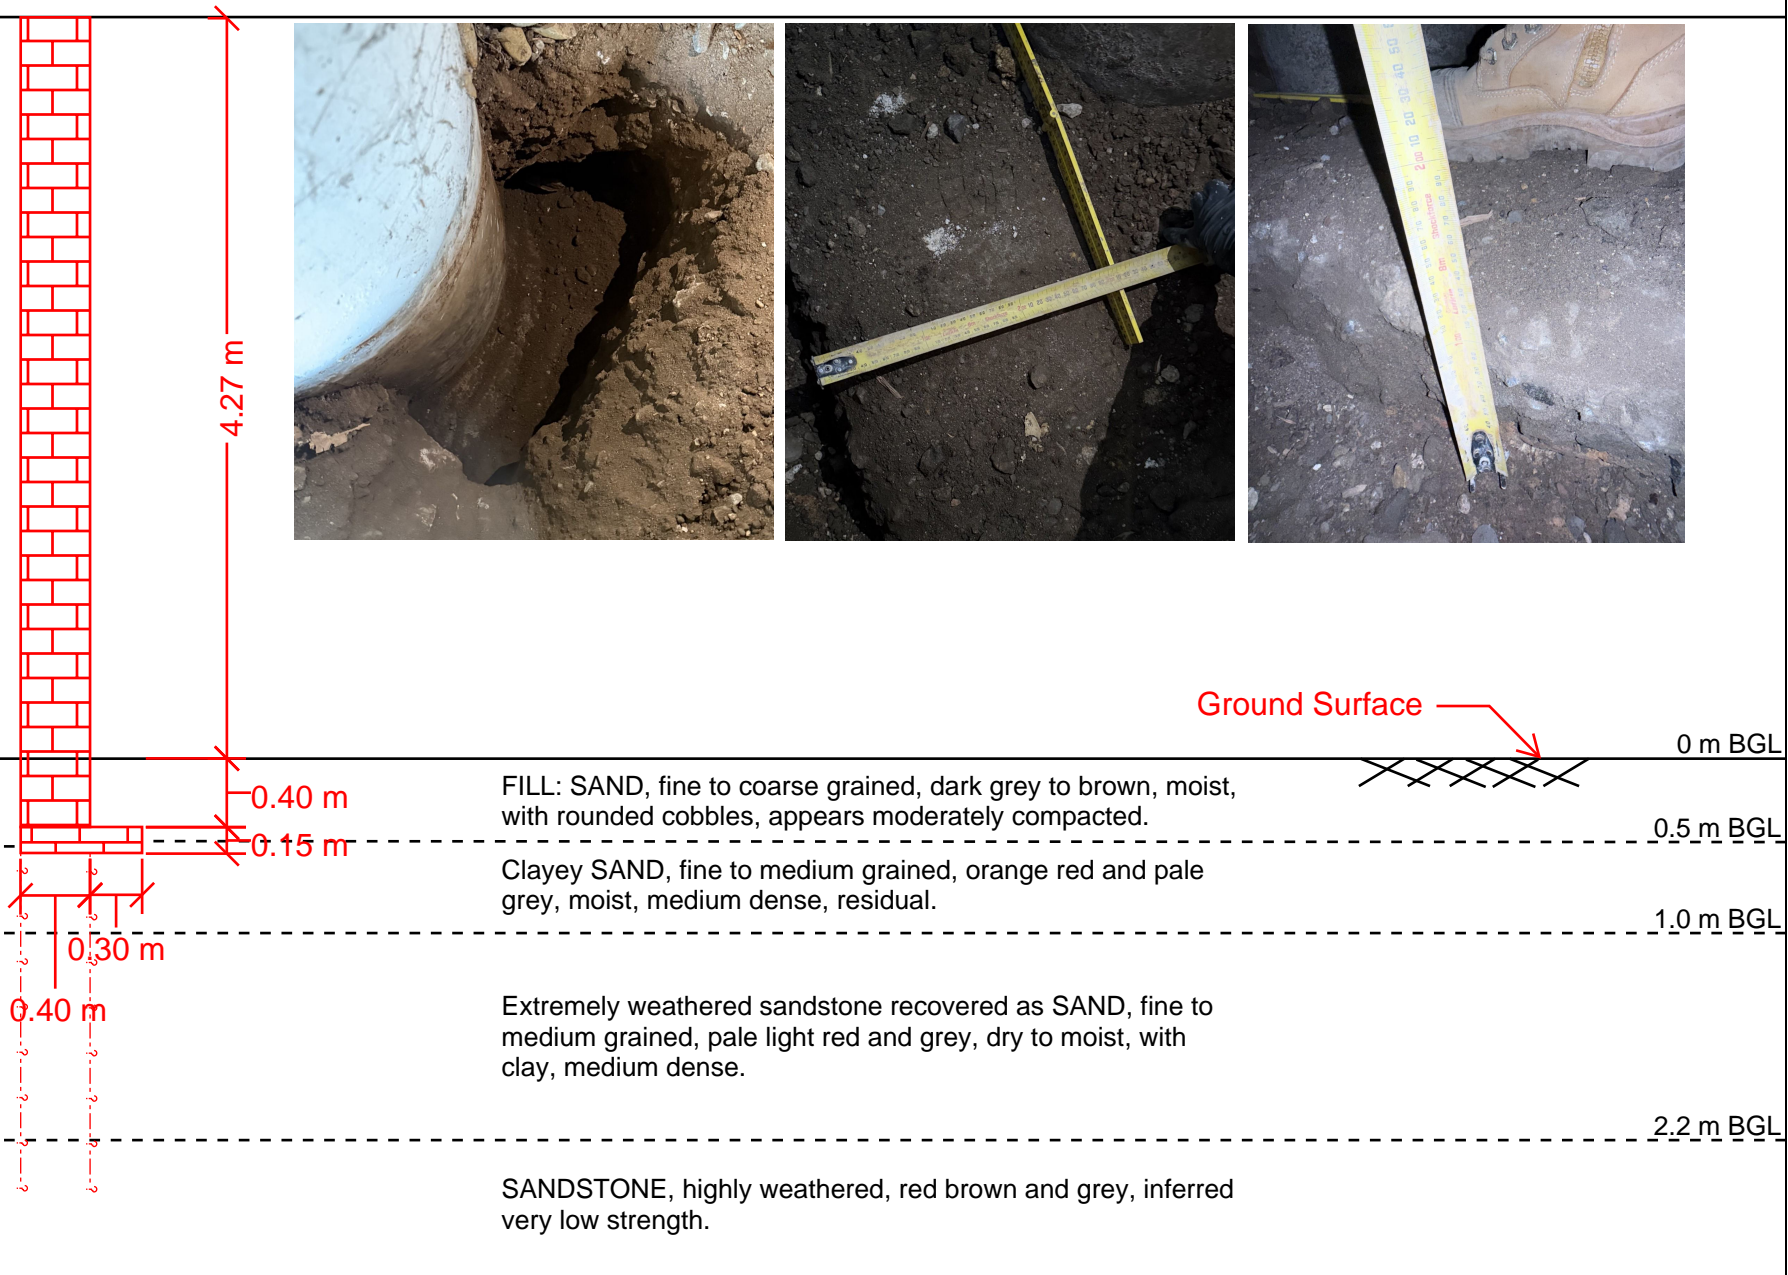 4.27 m
Ground Surface
0 m BGL
FILL: SAND, fine to coarse grained, dark grey to brown, moist,
with rounded cobbles, appears moderately compacted.
0.40 m
0.5 m BGL
0.15 m
Clayey SAND, fine to medium grained, orange red and pale
grey, moist, medium dense, residual.
1.0 m BGL
0.30 m
0.40 m
Extremely weathered sandstone recovered as SAND, fine to
medium grained, pale light red and grey, dry to moist, with
clay, medium dense.
2.2 m BGL
SANDSTONE, highly weathered, red brown and grey, inferred
very low strength.